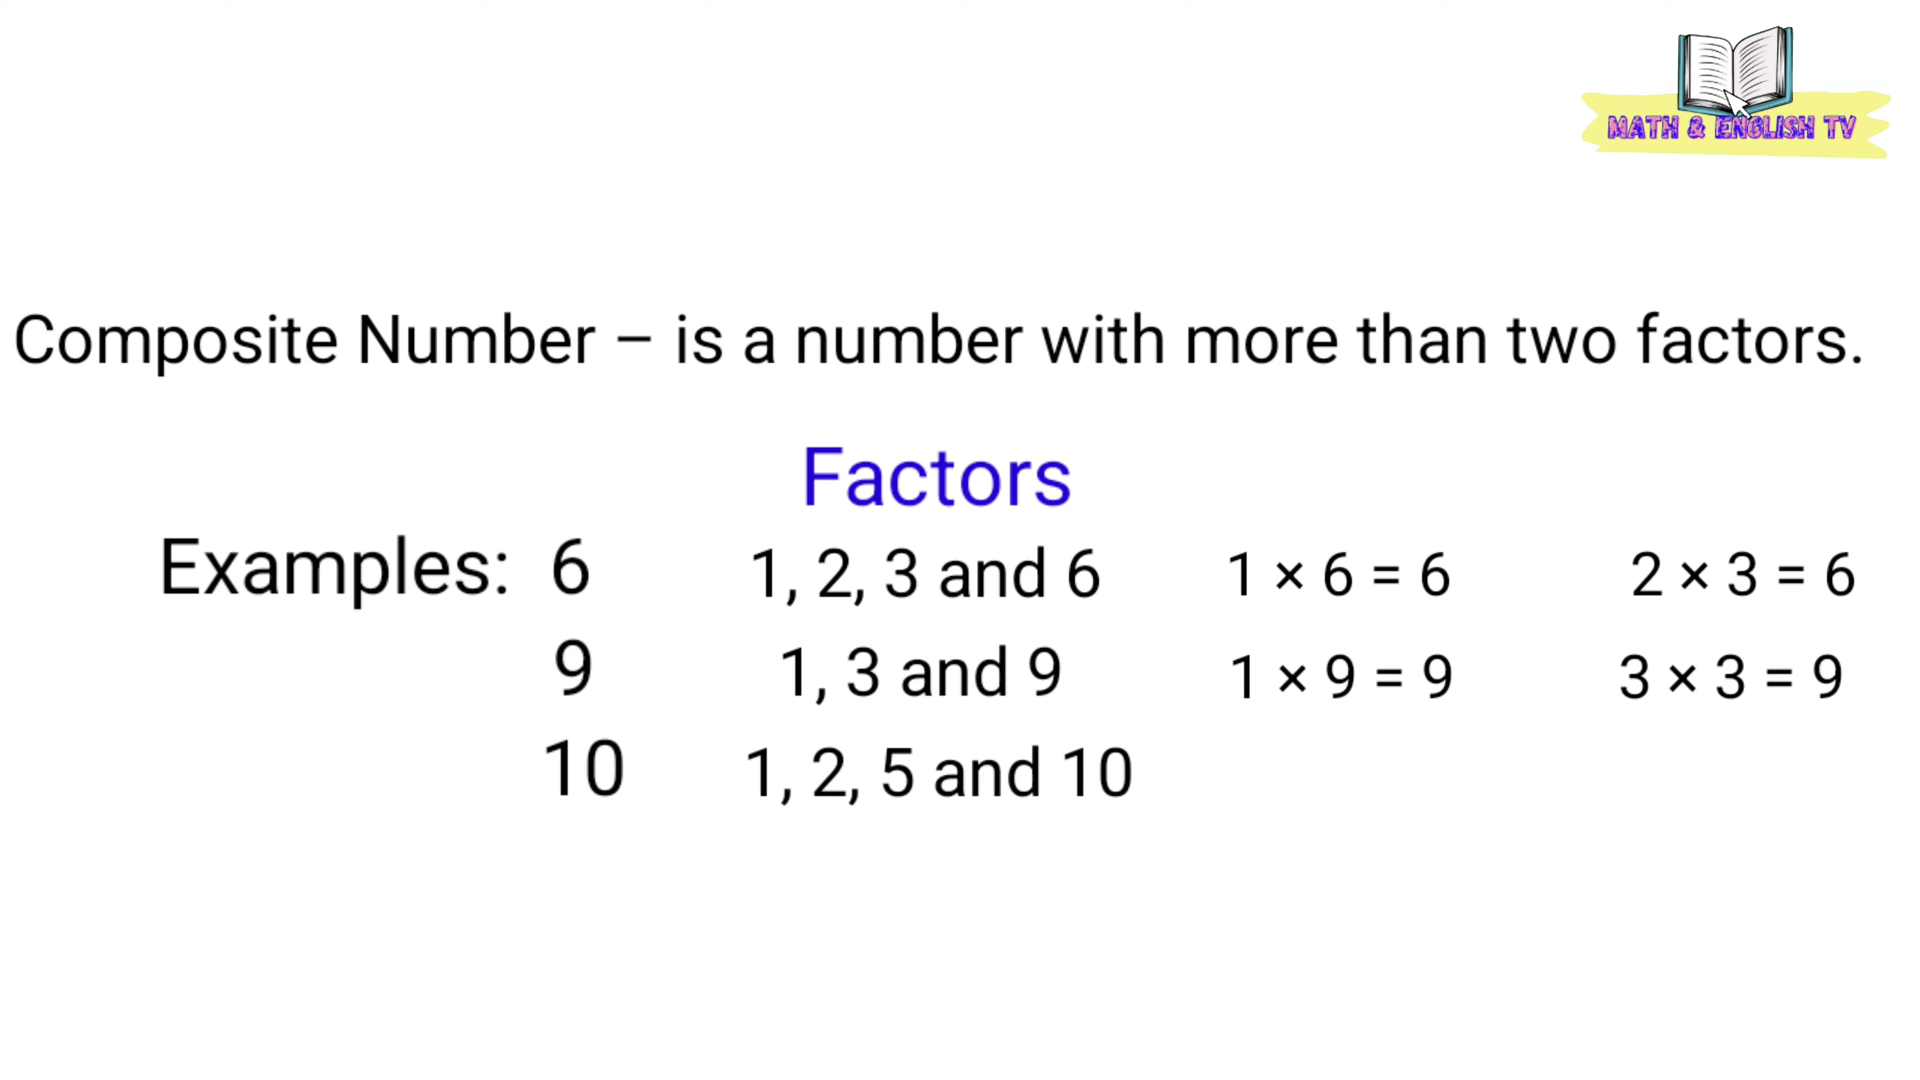 MATH & ENGLISH TV
Composite Number – is a number with more than two factors.
Factors
Examples: 6 1, 2, 3 and 6 1 × 6 = 6 2 × 3 = 6
9 1, 3 and 9 1 × 9 = 9 3 × 3 = 9
10 1, 2, 5 and 10